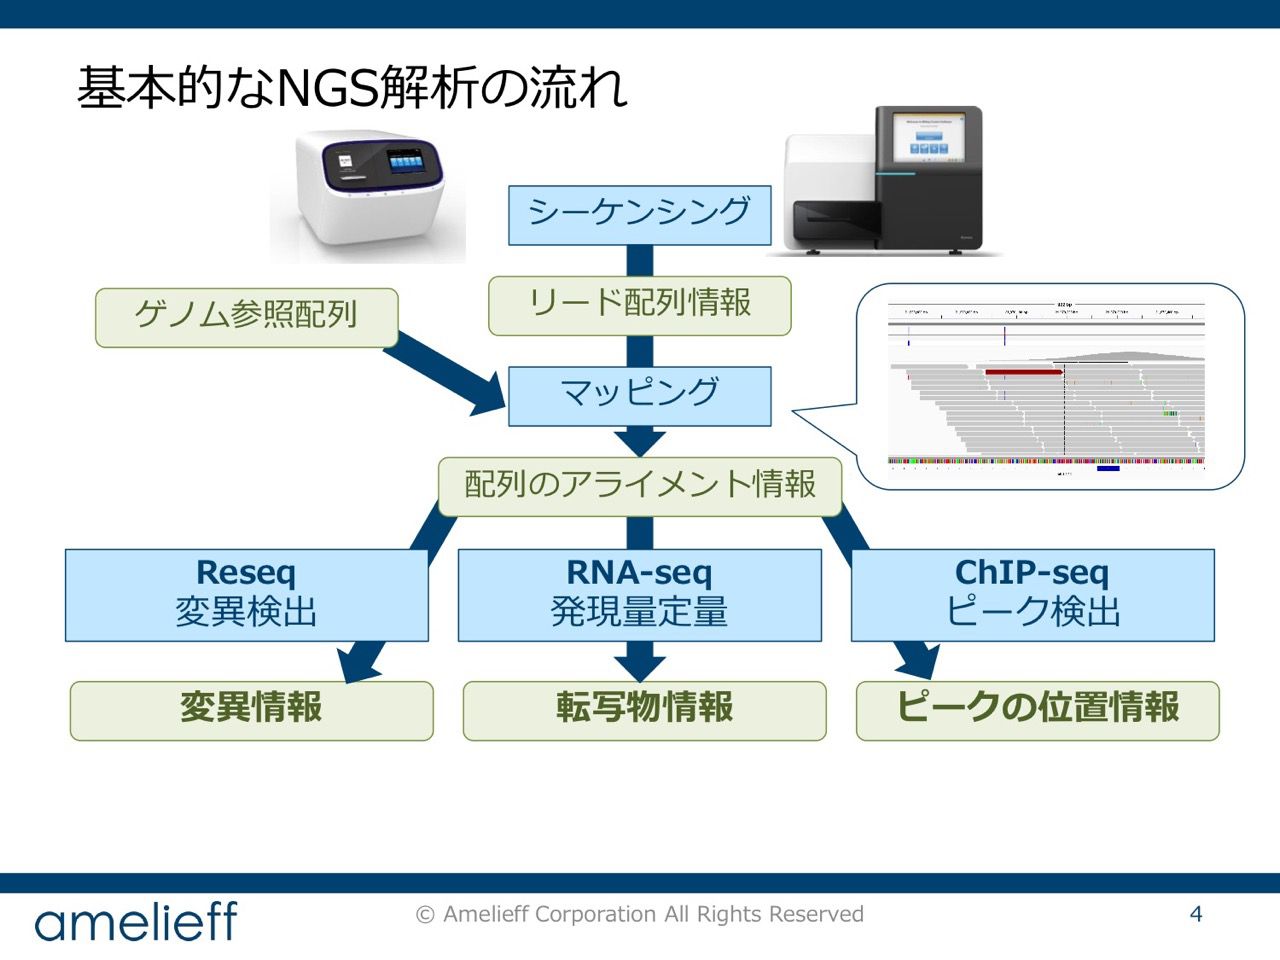 基本的なNGS解析の流れ
シーケンシング
ゲノム参照配列
リード配列情報
マッピング
配列のアライメント情報
Reseq
変異検出
RNA-seq
発現量定量
ChIP-seq
ピーク検出
変異情報
転写物情報
ピークの位置情報
amelieff
© Amelieff Corporation All Rights Reserved
4